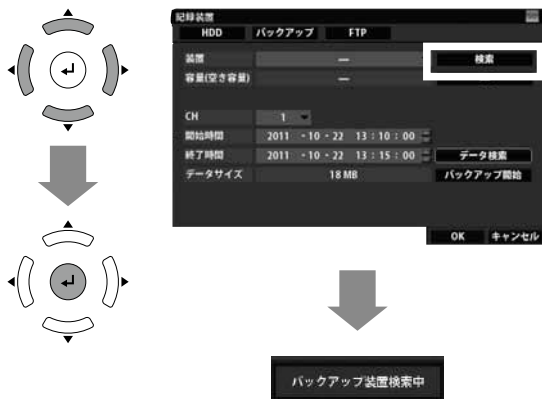 記録装置
HDD バックアップ FTP
装置 — 検索
容量(空き容量) —
CH 1
開始時間 2011 - 10 - 22 13 : 10 : 00
終了時間 2011 - 10 - 22 13 : 15 : 00 データ検索
データサイズ 18 MB バックアップ開始
OK キャンセル
バックアップ装置検索中